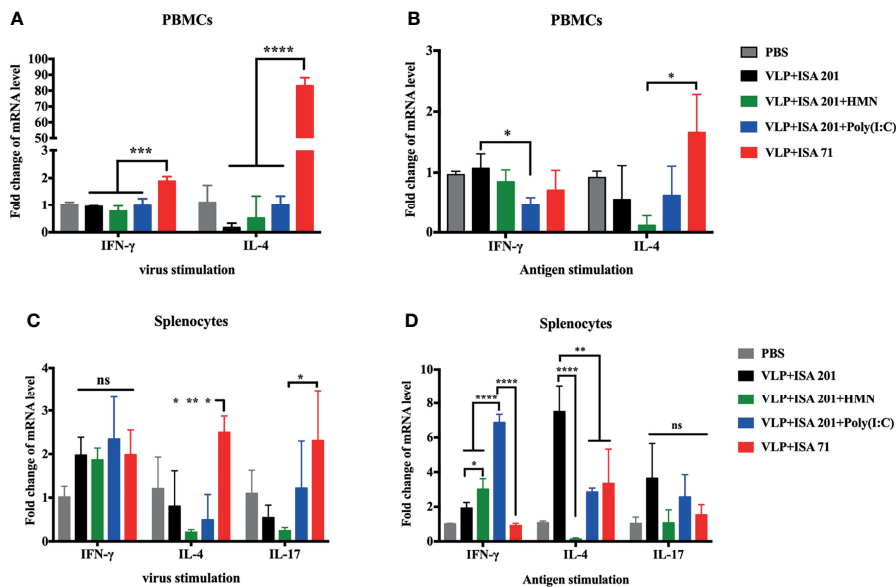 A
PBMCs
Fold change of mRNA level
100
90
80
70
60
50
40
30
3
2
1
0
***
****
IFN-γ
IL-4
virus stimulation
B
PBMCs
Fold change of mRNA level
3
2
1
0
*
*
IFN-γ
IL-4
Antigen stimulation
PBS
VLP+ISA 201
VLP+ISA 201+HMN
VLP+ISA 201+Poly(I:C)
VLP+ISA 71
C
Splenocytes
Fold change of mRNA level
4
3
2
1
0
ns
* ** *
*
IFN-γ
IL-4
IL-17
virus stimulation
D
Splenocytes
Fold change of mRNA level
10
8
6
4
2
0
*
****
****
****
**
ns
IFN-γ
IL-4
IL-17
Antigen stimulation
PBS
VLP+ISA 201
VLP+ISA 201+HMN
VLP+ISA 201+Poly(I:C)
VLP+ISA 71